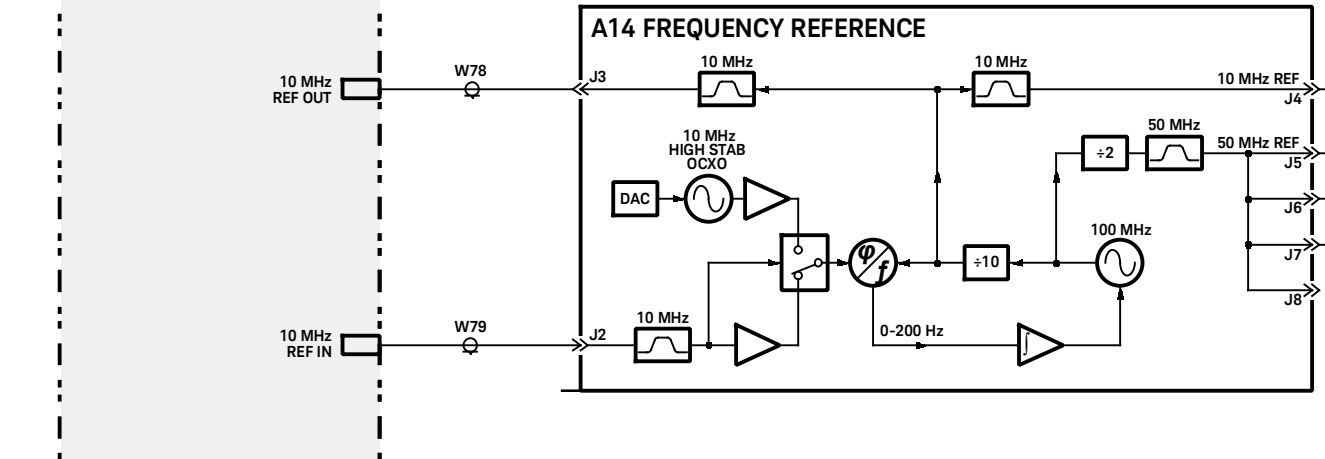 A14 FREQUENCY REFERENCE
10 MHz
REF OUT
W78
J3
10 MHz
10 MHz
10 MHz REF
J4
10 MHz
HIGH STAB
OCXO
DAC
÷2
50 MHz
50 MHz REF
J5
J6
J7
J8
φ/f
÷10
100 MHz
10 MHz
REF IN
W79
J2
10 MHz
0-200 Hz
∫